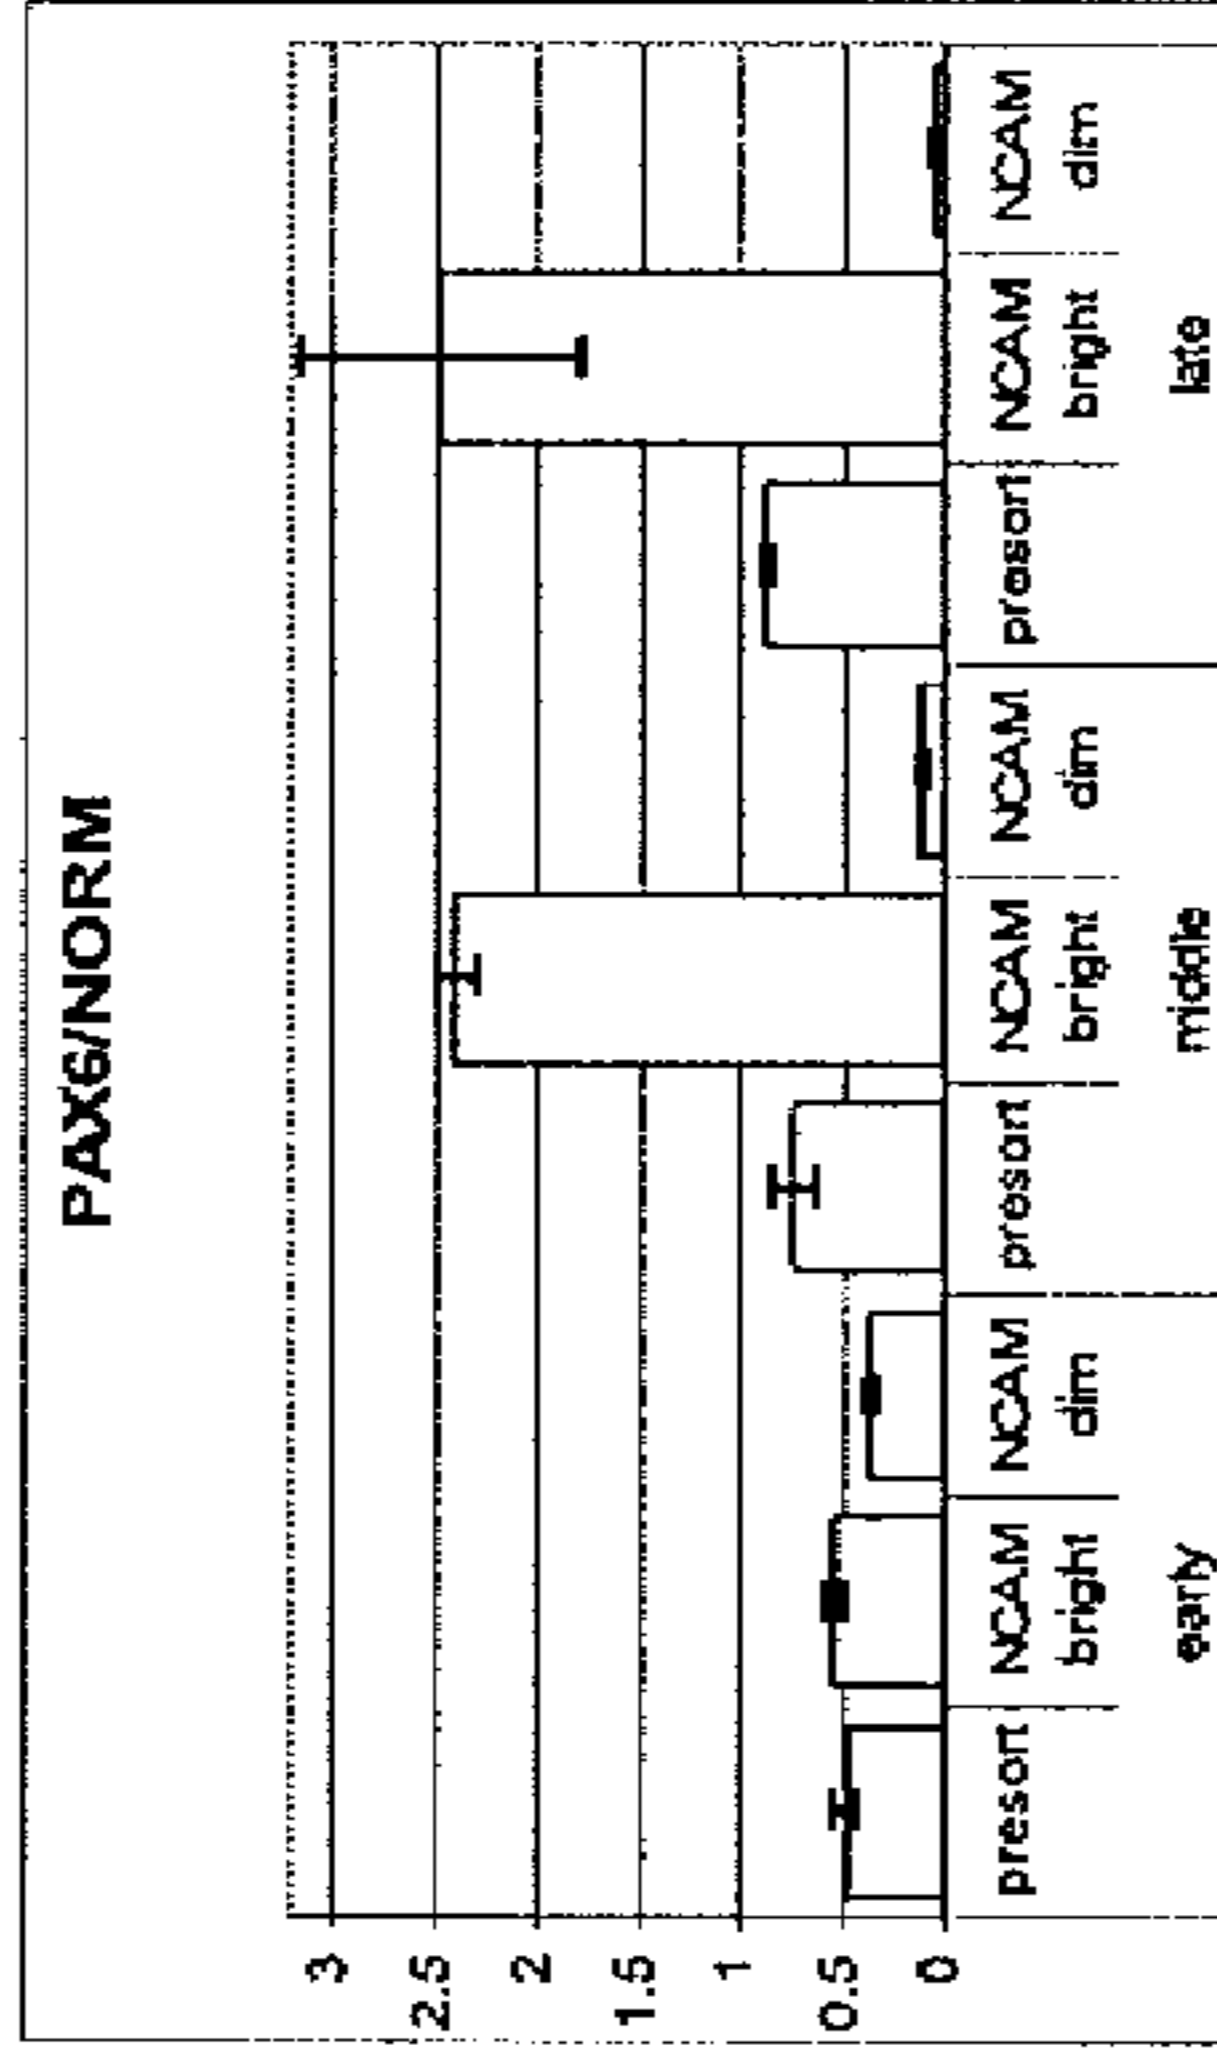 PAX6/NORM
3
2.5
2
1.5
1
0.5
0
presort
NCAM
bright
NCAM
dim
presort
NCAM
bright
NCAM
dim
presort
NCAM
bright
NCAM
dim
early
middle
late